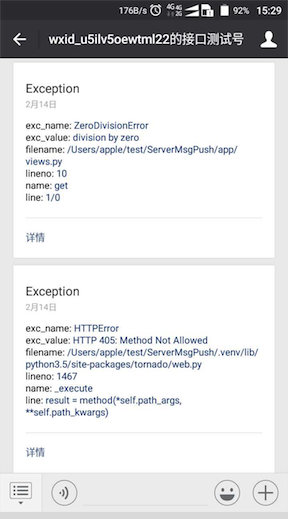 176B/s 92% 15:29
wxid_u5ilv5oewtml22的接口测试号
Exception
2月14日
exc_name: ZeroDivisionError
exc_value: division by zero
filename: /Users/apple/test/ServerMsgPush/app/
views.py
lineno: 10
name: get
line: 1/0
详情
Exception
2月14日
exc_name: HTTPError
exc_value: HTTP 405: Method Not Allowed
filename: /Users/apple/test/ServerMsgPush/.venv/lib/
python3.5/site-packages/tornado/web.py
lineno: 1467
name: _execute
line: result = method(*self.path_args,
**self.path_kwargs)
详情